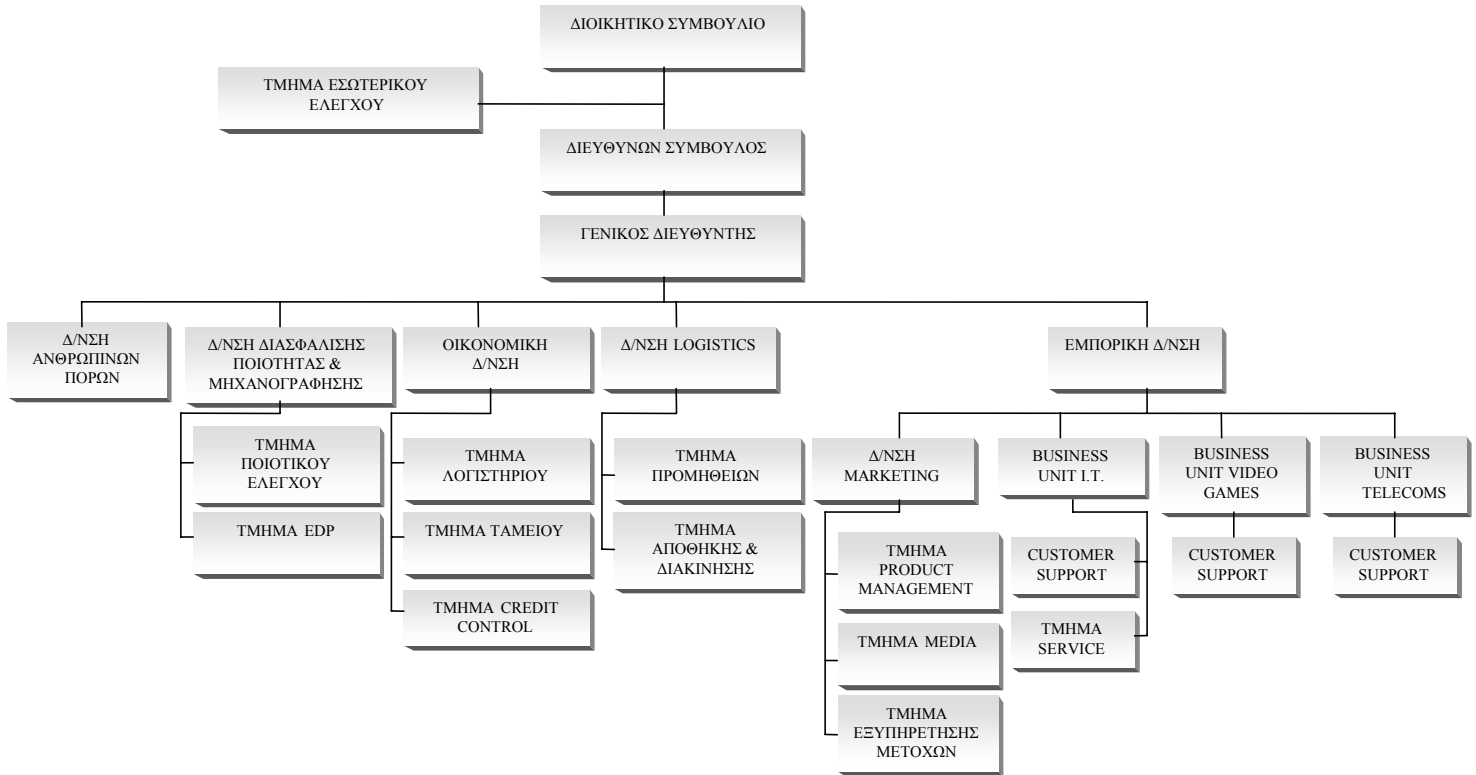 ΔΙΟΙΚΗΤΙΚΟ ΣΥΜΒΟΥΛΙΟ
ΤΜΗΜΑ ΕΣΩΤΕΡΙΚΟΥ
ΕΛΕΓΧΟΥ
ΔΙΕΥΘΥΝΩΝ ΣΥΜΒΟΥΛΟΣ
ΓΕΝΙΚΟΣ ΔΙΕΥΘΥΝΤΗΣ
Δ/ΝΣΗ
ΑΝΘΡΩΠΙΝΩΝ
ΠΟΡΩΝ
Δ/ΝΣΗ ΔΙΑΣΦΑΛΙΣΗΣ
ΠΟΙΟΤΗΤΑΣ &
ΜΗΧΑΝΟΓΡΑΦΗΣΗΣ
ΟΙΚΟΝΟΜΙΚΗ
Δ/ΝΣΗ
Δ/ΝΣΗ LOGISTICS
ΕΜΠΟΡΙΚΗ Δ/ΝΣΗ
ΤΜΗΜΑ
ΠΟΙΟΤΙΚΟΥ
ΕΛΕΓΧΟΥ
ΤΜΗΜΑ EDP
ΤΜΗΜΑ
ΛΟΓΙΣΤΗΡΙΟΥ
ΤΜΗΜΑ ΤΑΜΕΙΟΥ
ΤΜΗΜΑ CREDIT
CONTROL
ΤΜΗΜΑ
ΠΡΟΜΗΘΕΙΩΝ
ΤΜΗΜΑ
ΑΠΟΘΗΚΗΣ &
ΔΙΑΚΙΝΗΣΗΣ
Δ/ΝΣΗ
MARKETING
ΤΜΗΜΑ
PRODUCT
MANAGEMENT
ΤΜΗΜΑ MEDIA
ΤΜΗΜΑ
ΕΞΥΠΗΡΕΤΗΣΗΣ
ΜΕΤΟΧΩΝ
BUSINESS
UNIT I.T.
CUSTOMER
SUPPORT
ΤΜΗΜΑ
SERVICE
BUSINESS
UNIT VIDEO
GAMES
CUSTOMER
SUPPORT
BUSINESS
UNIT
TELECOMS
CUSTOMER
SUPPORT